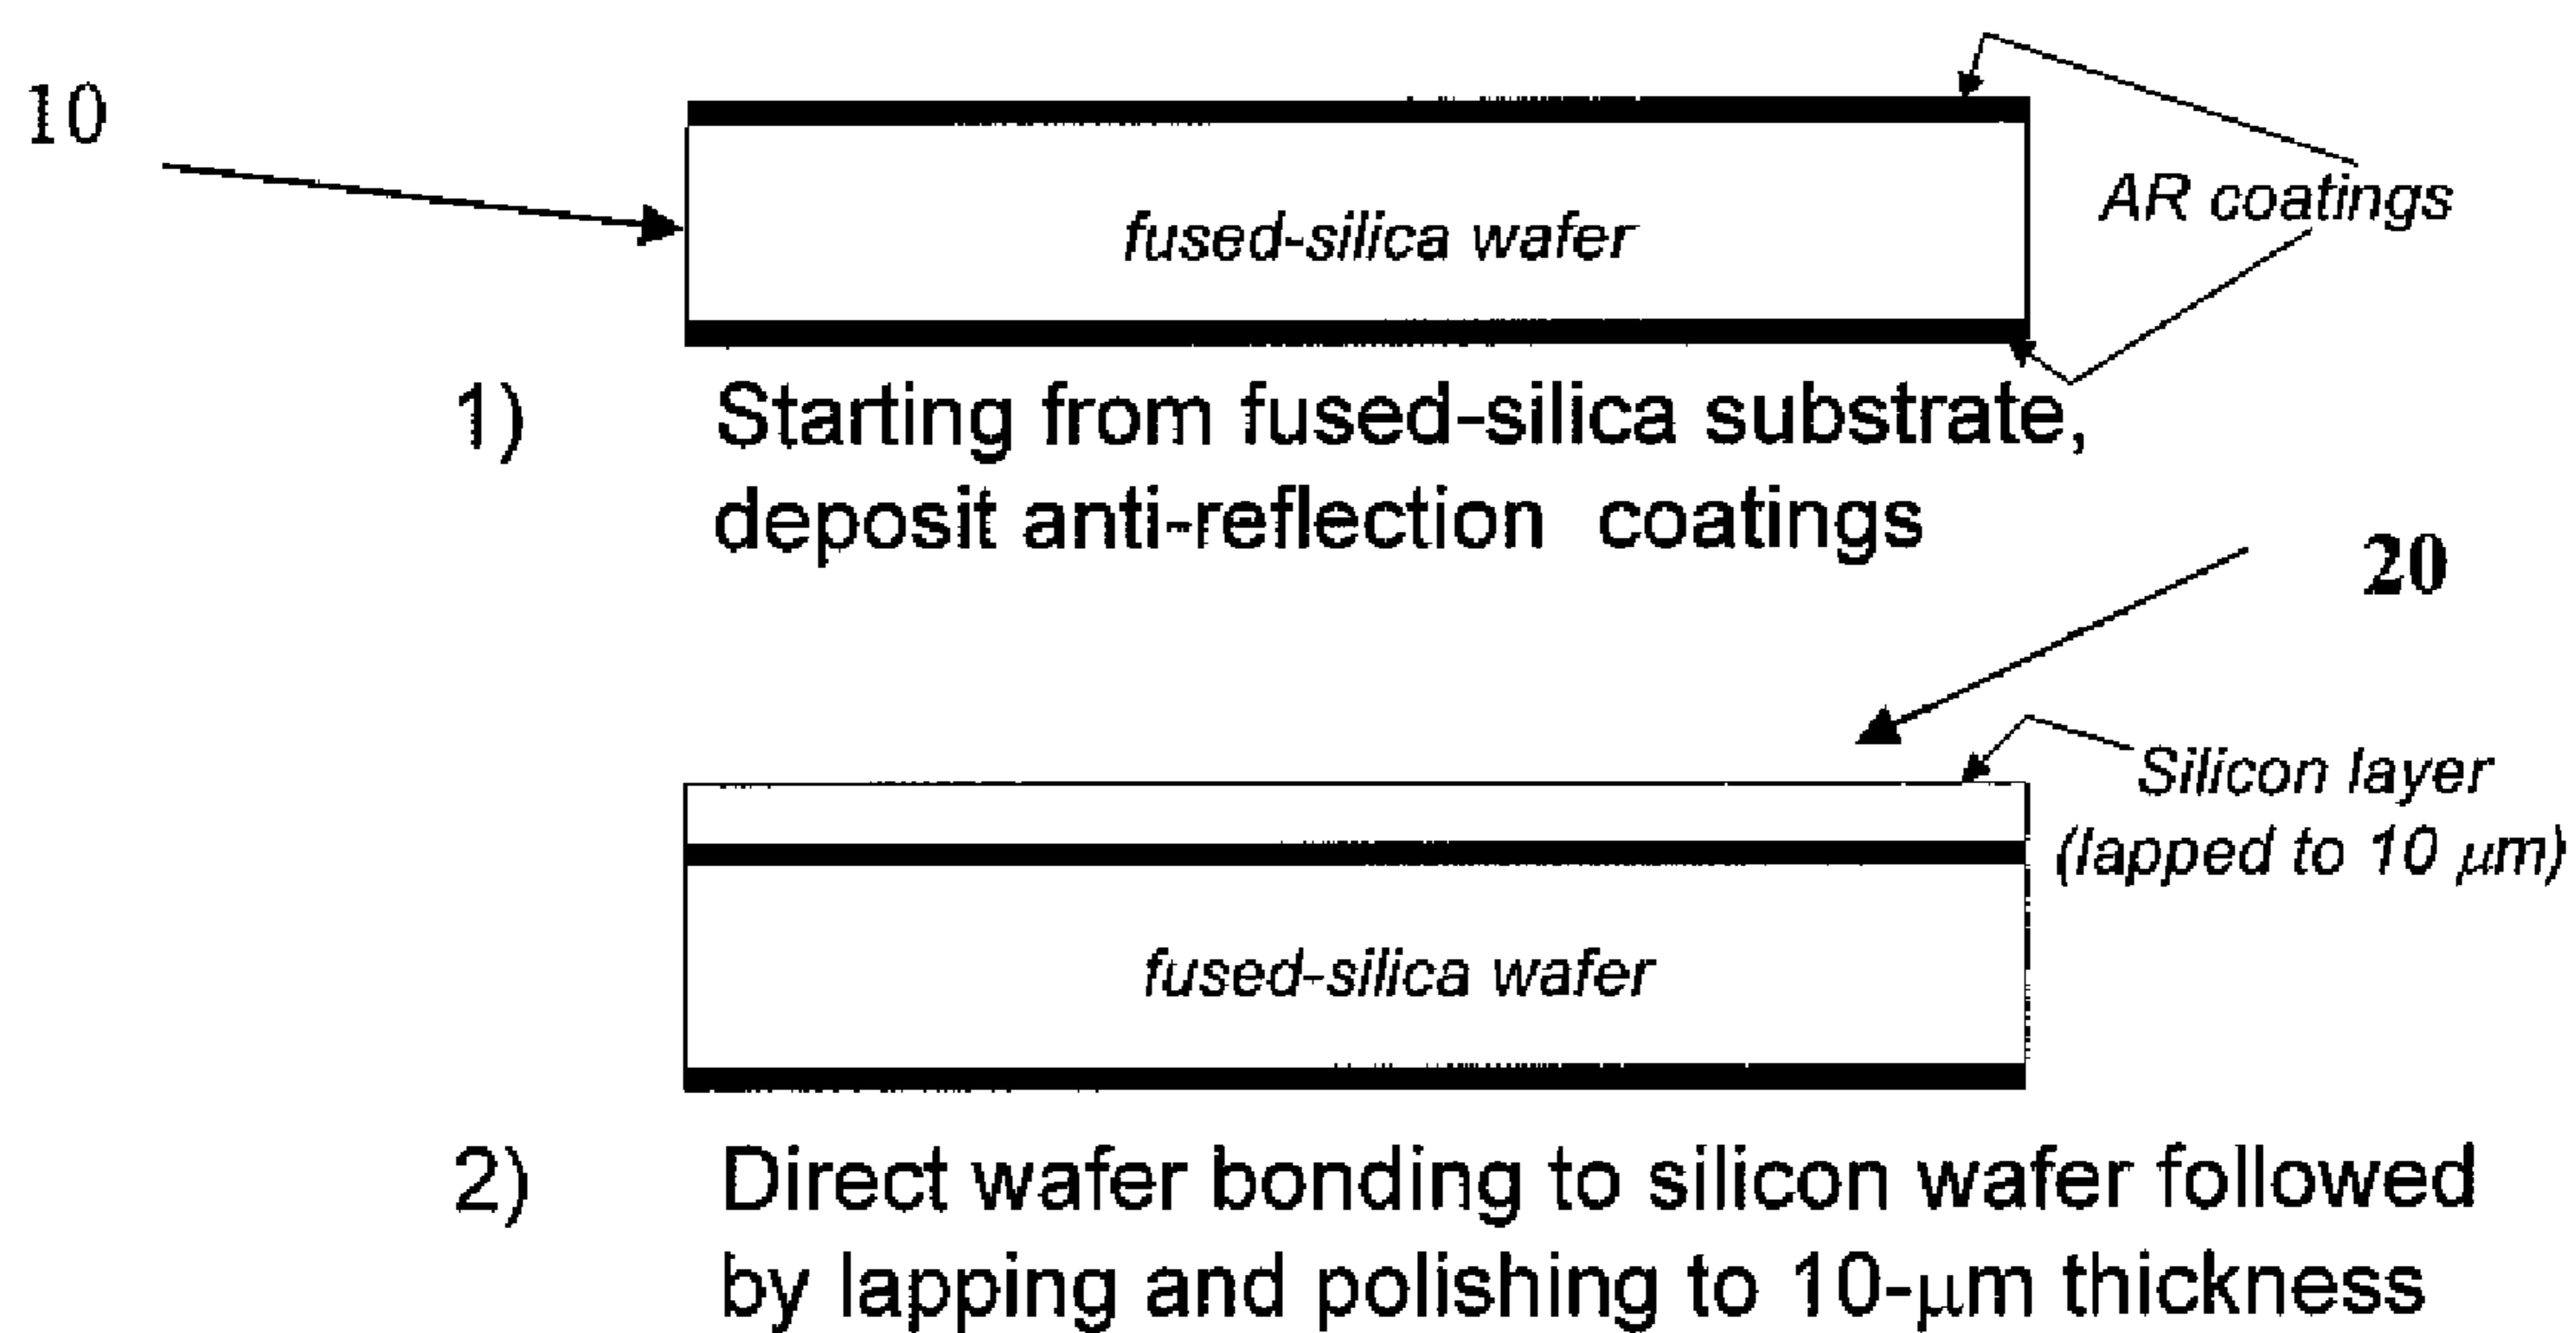 10
fused-silica wafer
AR coatings
1) Starting from fused-silica substrate,
deposit anti-reflection coatings
20
Silicon layer
(lapped to 10 μm)
fused-silica wafer
2) Direct wafer bonding to silicon wafer followed
by lapping and polishing to 10-μm thickness